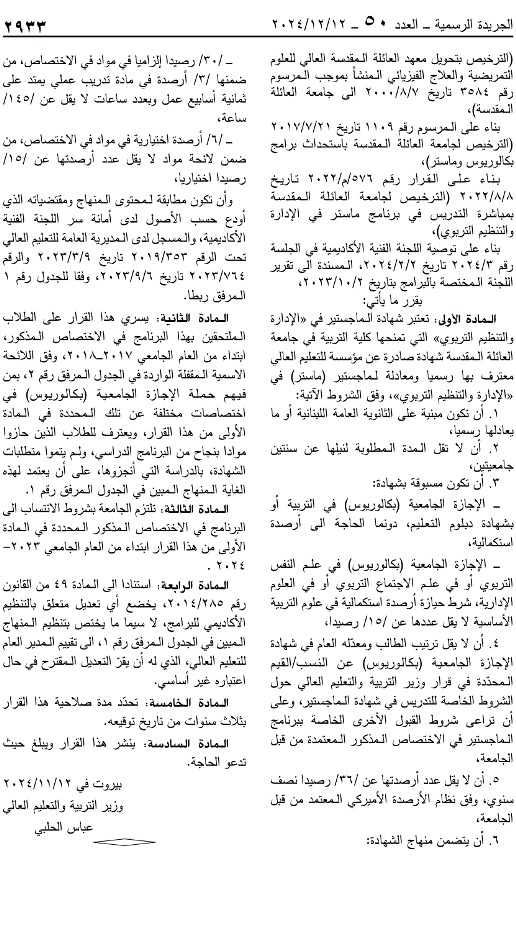 الجريدة الرسمية ــ العدد ٥٠ ــ ٢٠٢٤/١٢/١٢
٢٩٣٣
(الترخيص بتحويل معهد العائلة المقدسة العالي للعلوم
التمريضية والعلاج الفيزيائي المنشأ بموجب المرسوم
رقم ٣٥٨٤ تاريخ ٢٠٠٠/٨/٧ الى جامعة العائلة
المقدسة)،
بناء على المرسوم رقم ١١٠٩ تاريخ ٢٠١٧/٧/٢١
(الترخيص لجامعة العائلة المقدسة باستحداث برامج
بكالوريوس وماستر)،
بناء على القرار رقم ٥٧٦/م/٢٠٢٢ تاريخ
٢٠٢٢/٨/٨ (الترخيص لجامعة العائلة المقدسة
بمباشرة التدريس في برنامج ماستر في الإدارة
والتنظيم التربوي)،
بناء على توصية اللجنة الفنية الأكاديمية في الجلسة
رقم ٢٠٢٤/٣ تاريخ ٢٠٢٤/٢/٢، المسندة الى تقرير
اللجنة المختصة بالبرامج بتاريخ ٢٠٢٣/١٠/٢،
يقرر ما يأتي:
المادة الأولى: تعتبر شهادة الماجستير في «الإدارة
والتنظيم التربوي» التي تمنحها كلية التربية في جامعة
العائلة المقدسة شهادة صادرة عن مؤسسة للتعليم العالي
معترف بها رسميا ومعادلة لماجستير (ماستر) في
«الإدارة والتنظيم التربوي»، وفق الشروط الآتية:
١. أن تكون مبنية على الثانوية العامة اللبنانية أو ما
يعادلها رسميا،
٢. أن لا تقل المدة المطلوبة لنيلها عن سنتين
جامعيتين،
٣. أن تكون مسبوقة بشهادة:
ــ الإجازة الجامعية (بكالوريوس) في التربية أو
بشهادة دبلوم التعليم، دونما الحاجة الى أرصدة
استكمالية،
ــ الإجازة الجامعية (بكالوريوس) في علم النفس
التربوي أو في علم الاجتماع التربوي أو في العلوم
الإدارية، شرط حيازة أرصدة استكمالية في علوم التربية
الأساسية لا يقل عددها عن /١٥/ رصيدا،
٤. أن لا يقل ترتيب الطالب ومعدّله العام في شهادة
الإجازة الجامعية (بكالوريوس) عن النسب/القيم
المحدّدة في قرار وزير التربية والتعليم العالي حول
الشروط الخاصة للتدريس في شهادة الماجستير، وعلى
أن تراعى شروط القبول الأخرى الخاصة ببرنامج
الماجستير في الاختصاص المذكور المعتمدة من قبل
الجامعة،
٥. أن لا يقل عدد أرصدتها عن /٣٦/ رصيدا نصف
سنوي، وفق نظام الأرصدة الأميركي المعتمد من قبل
الجامعة،
٦. أن يتضمن منهاج الشهادة:
ــ /٣٠/ رصيدا إلزاميا في مواد في الاختصاص، من
ضمنها /٣/ أرصدة في مادة تدريب عملي يمتد على
ثمانية أسابيع عمل وبعدد ساعات لا يقل عن /١٤٥/
ساعة،
ــ /٦/ أرصدة اختيارية في مواد في الاختصاص، من
ضمن لائحة مواد لا يقل عدد أرصدتها عن /١٥/
رصيدا اختياريا،
وأن تكون مطابقة لمحتوى المنهاج ومقتضياته الذي
أودع حسب الأصول لدى أمانة سر اللجنة الفنية
الأكاديمية، والمسجل لدى المديرية العامة للتعليم العالي
تحت الرقم ٢٠١٩/٣٥٣ تاريخ ٢٠٢٣/٣/٩ والرقم
٢٠٢٣/٧٦٤ تاريخ ٢٠٢٣/٩/٦، وفقا للجدول رقم ١
المرفق ربطا.
المادة الثانية: يسري هذا القرار على الطلاب
الملتحقين بهذا البرنامج في الاختصاص المذكور،
ابتداء من العام الجامعي ٢٠١٧-٢٠١٨، وفق اللائحة
الاسمية المقفلة الواردة في الجدول المرفق رقم ٢، بمن
فيهم حملة الإجازة الجامعية (بكالوريوس) في
اختصاصات مختلفة عن تلك المحددة في المادة
الأولى من هذا القرار، ويعترف للطلاب الذين حازوا
موادا بنجاح من البرنامج الدراسي، ولم يتموا متطلبات
الشهادة، بالدراسة التي أنجزوها، على أن يعتمد لهذه
الغاية المنهاج المبين في الجدول المرفق رقم ١.
المادة الثالثة: تلتزم الجامعة بشروط الانتساب الى
البرنامج في الاختصاص المذكور المحددة في المادة
الأولى من هذا القرار ابتداء من العام الجامعي ٢٠٢٣–
٢٠٢٤ .
المادة الرابعة: استنادا الى المادة ٤٩ من القانون
رقم ٢٠١٤/٢٨٥، يخضع أي تعديل متعلق بالتنظيم
الأكاديمي للبرامج، لا سيما ما يختص بتنظيم المنهاج
المبين في الجدول المرفق رقم ١، الى تقييم المدير العام
للتعليم العالي، الذي له أن يقرّ التعديل المقترح في حال
اعتباره غير أساسي.
المادة الخامسة: تحدّد مدة صلاحية هذا القرار
بثلاث سنوات من تاريخ توقيعه.
المادة السادسة: ينشر هذا القرار ويبلغ حيث
تدعو الحاجة.
بيروت في ٢٠٢٤/١١/١٢
وزير التربية والتعليم العالي
عباس الحلبي